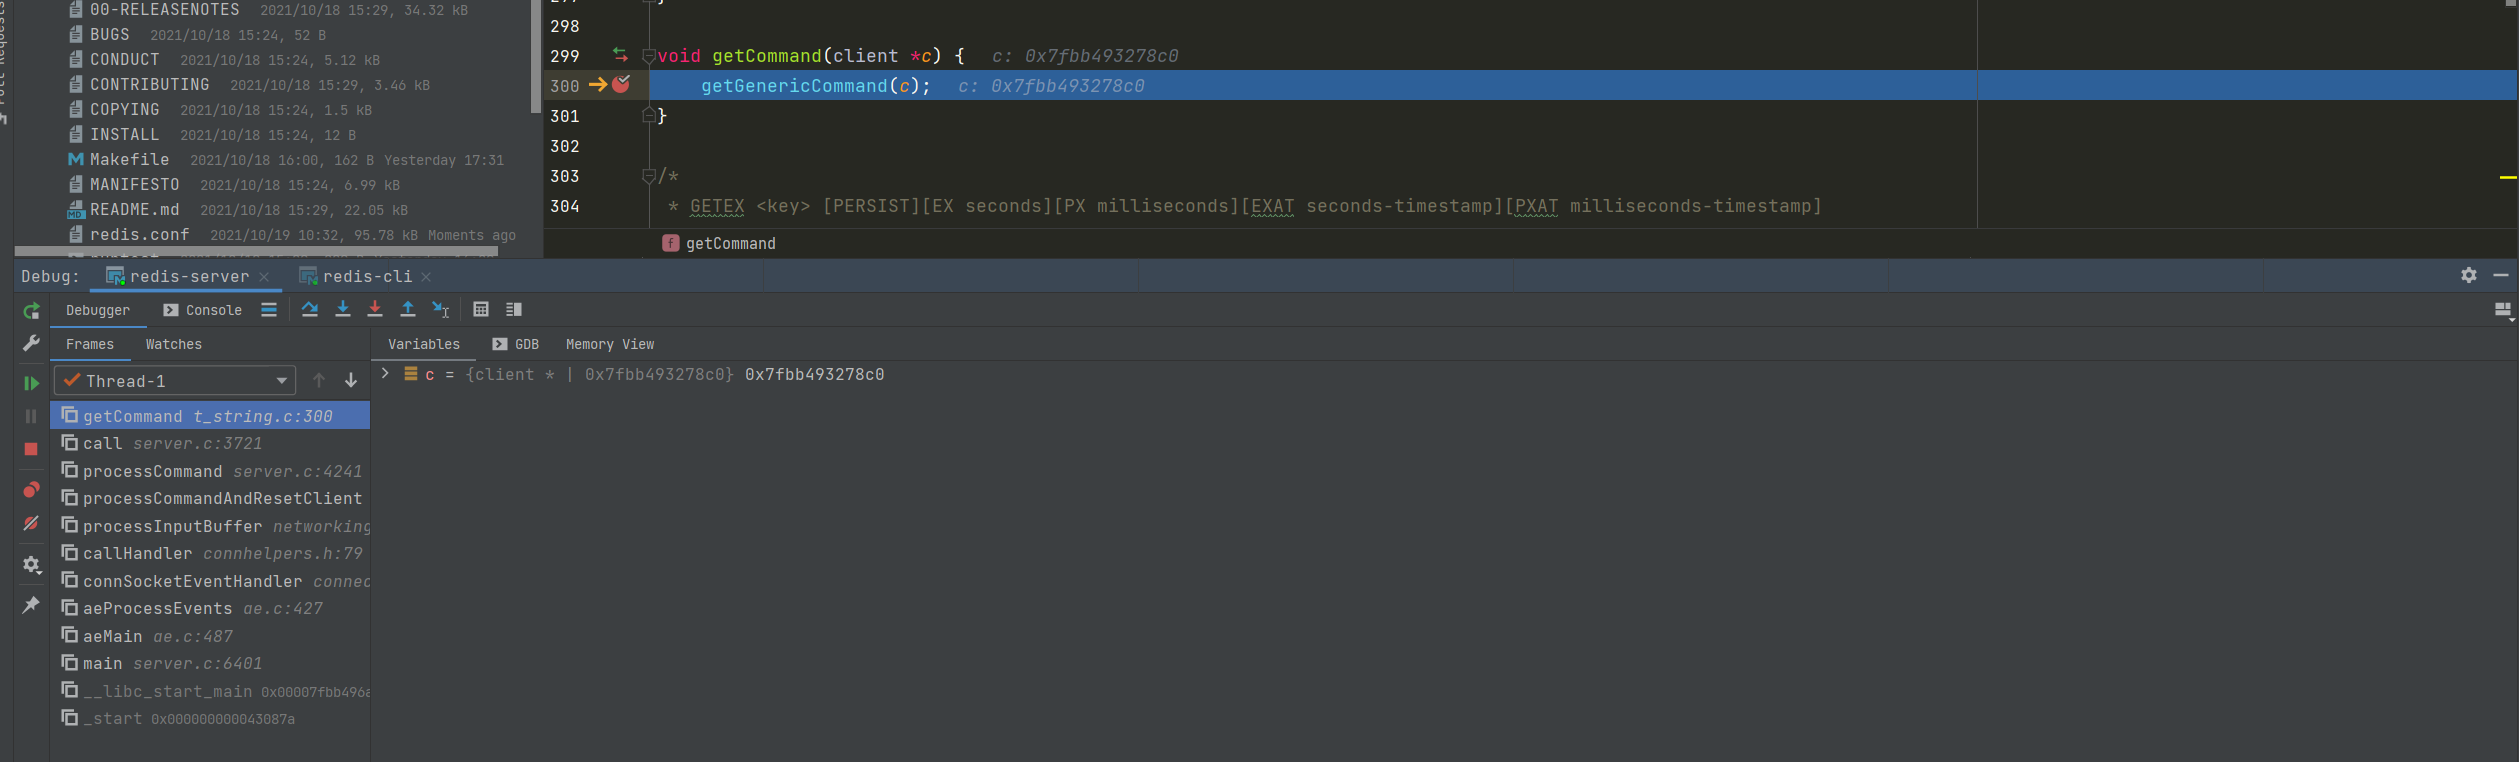 Pull Requests
00-RELEASENOTES 2021/10/18 15:29, 34.32 kB
BUGS 2021/10/18 15:24, 52 B
CONDUCT 2021/10/18 15:24, 5.12 kB
CONTRIBUTING 2021/10/18 15:29, 3.46 kB
COPYING 2021/10/18 15:24, 1.5 kB
INSTALL 2021/10/18 15:24, 12 B
Makefile 2021/10/18 16:00, 162 B Yesterday 17:31
MANIFESTO 2021/10/18 15:24, 6.99 kB
README.md 2021/10/18 15:29, 22.05 kB
redis.conf 2021/10/19 10:32, 95.78 kB Moments ago
298
299 void getCommand(client *c) { c: 0x7fbb493278c0
300 getGenericCommand(c); c: 0x7fbb493278c0
301 }
302
303 /*
304 * GETEX <key> [PERSIST][EX seconds][PX milliseconds][EXAT seconds-timestamp][PXAT milliseconds-timestamp]
f getCommand
Debug: redis-server redis-cli
Debugger Console
Frames Watches
Variables GDB Memory View
Thread-1
c = {client * | 0x7fbb493278c0} 0x7fbb493278c0
getCommand t_string.c:300
call server.c:3721
processCommand server.c:4241
processCommandAndResetClient
processInputBuffer networking
callHandler connhelpers.h:79
connSocketEventHandler connec
aeProcessEvents ae.c:427
aeMain ae.c:487
main server.c:6401
__libc_start_main 0x00007fbb496a
_start 0x000000000043087a